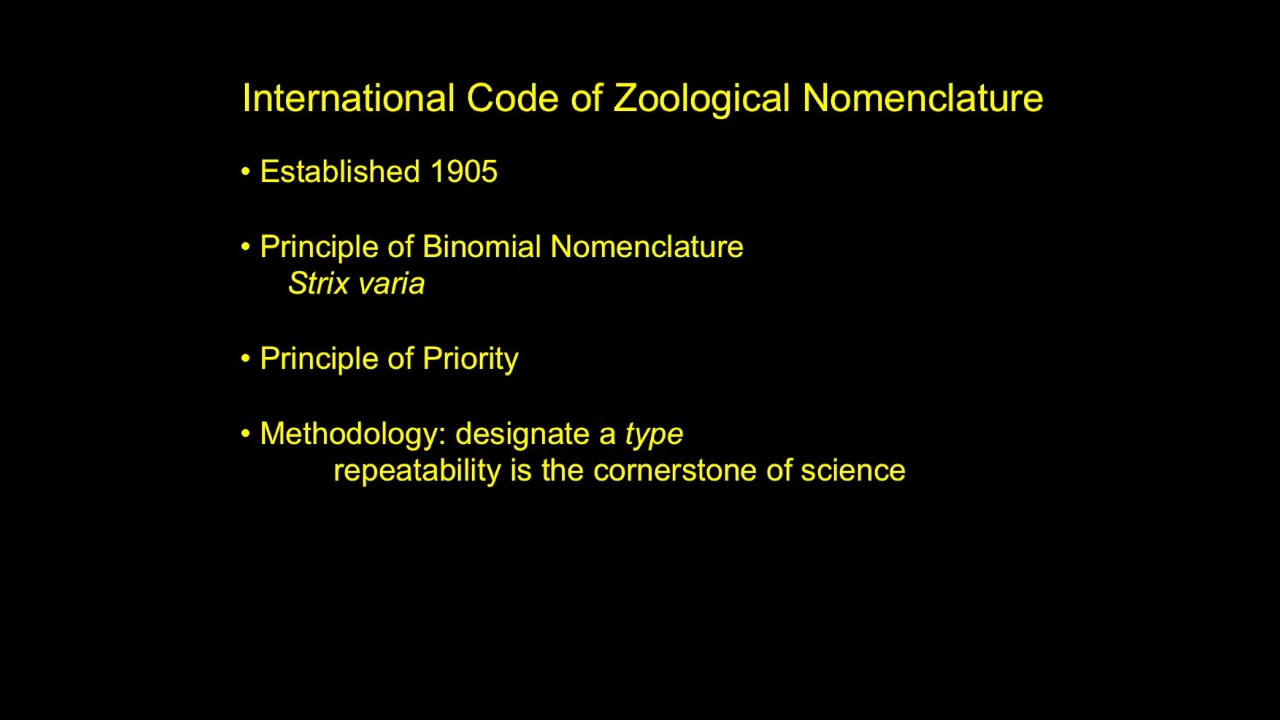 International Code of Zoological Nomenclature
• Established 1905
• Principle of Binomial Nomenclature
Strix varia
• Principle of Priority
• Methodology: designate a type
repeatability is the cornerstone of science